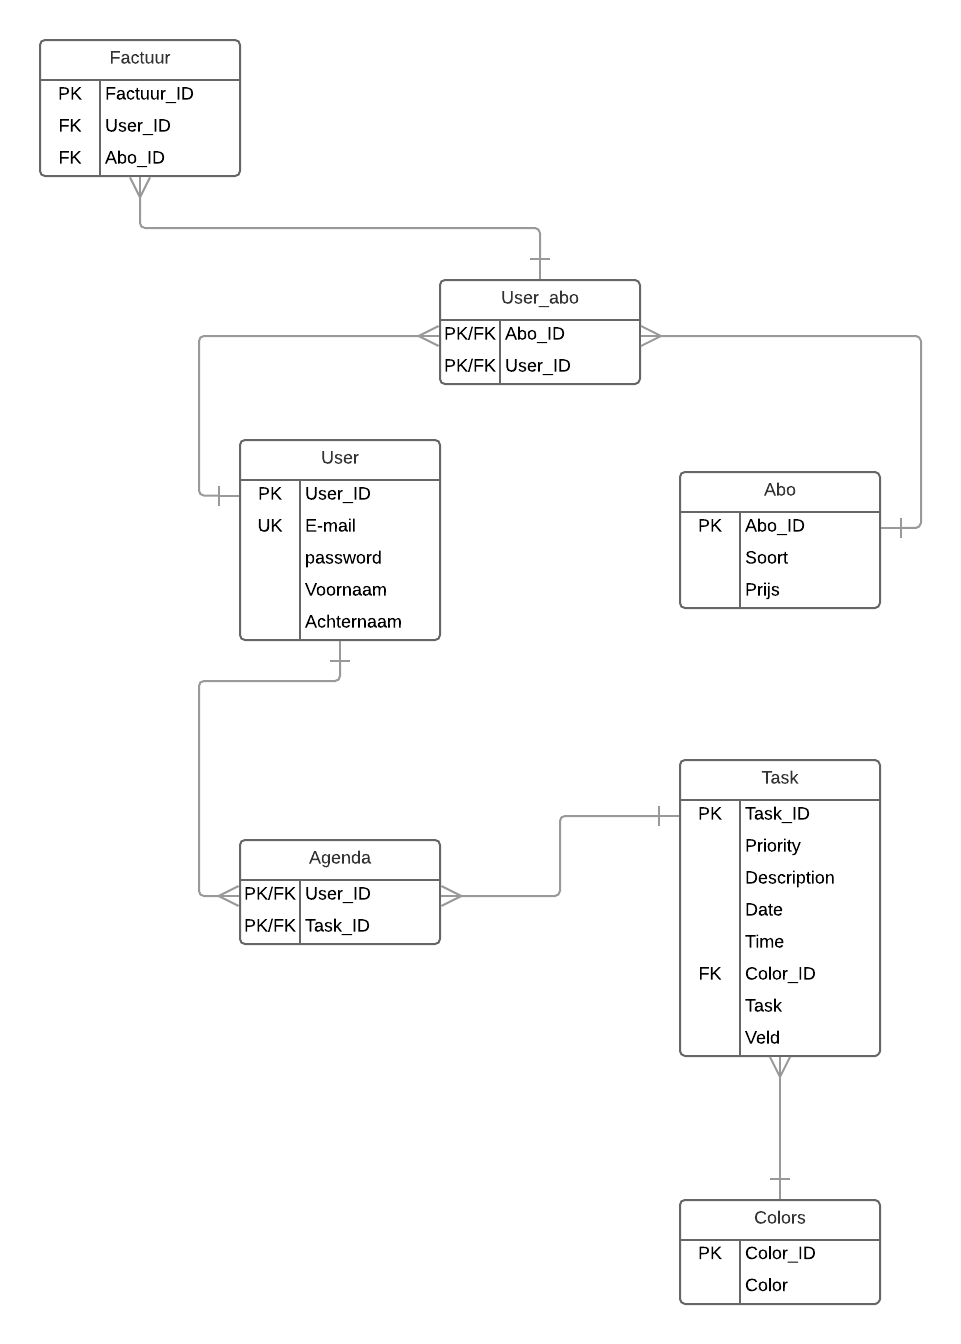 Factuur
PK Factuur_ID
FK User_ID
FK Abo_ID
User_abo
PK/FK Abo_ID
PK/FK User_ID
User
PK User_ID
UK E-mail
password
Voornaam
Achternaam
Abo
PK Abo_ID
Soort
Prijs
Task
PK Task_ID
Priority
Description
Date
Time
FK Color_ID
Task
Veld
Agenda
PK/FK User_ID
PK/FK Task_ID
Colors
PK Color_ID
Color